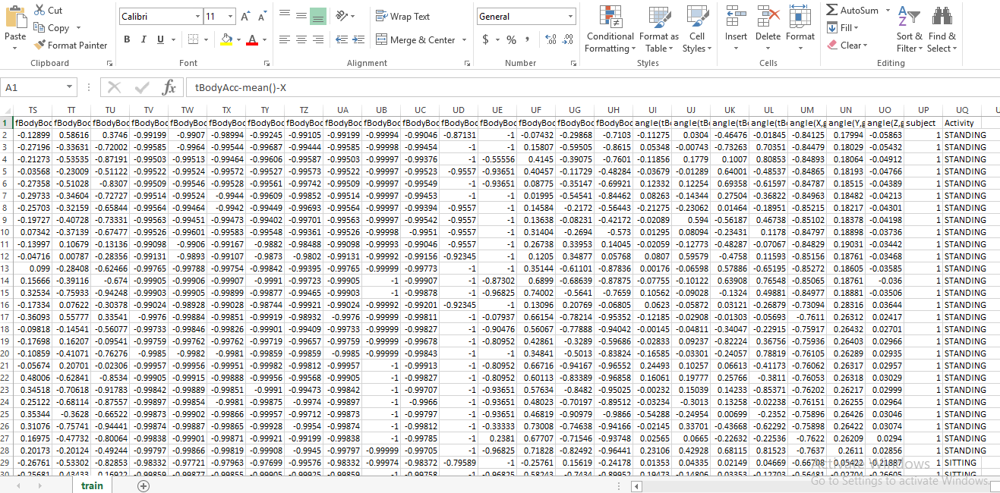 Cut
Copy
Format Painter
Paste
Clipboard
Calibri 11 A A
B I U A
Font
Wrap Text
Merge & Center
Alignment
General
$ % ,
Number
Conditional Formatting
Format as Table
Cell Styles
Styles
Insert Delete Format
Cells
AutoSum
Fill
Clear
Sort & Filter
Find & Select
Editing
A1 fx tBodyAcc-mean()-X
TS TT TU TV TW TX TY TZ UA UB UC UD UE UF UG UH UI UJ UK UL UM UN UO UP UQ
1 fBodyBod fBodyBod fBodyBod fBodyBod fBodyBod fBodyBod fBodyBod fBodyBod fBodyBod fBodyBod fBodyBod fBodyBod fBodyBod fBodyBod fBodyBod fBodyBod angle(tBo angle(tBo angle(tBo angle(tBo angle(X,g angle(Y,g angle(Z,g subject Activity
2 -0.12899 0.58616 0.3746 -0.99199 -0.9907 -0.98994 -0.99245 -0.99105 -0.99199 -0.99994 -0.99046 -0.87131 -1 -0.07432 -0.29868 -0.7103 -0.11275 0.0304 -0.46476 -0.01845 -0.84125 0.17994 -0.05863 1 STANDING
3 -0.27196 -0.33631 -0.72002 -0.99585 -0.9964 -0.99544 -0.99687 -0.99585 -0.99998 -0.99454 -1 -1 0.15807 -0.59505 -0.8615 0.05348 -0.00743 -0.73263 0.70351 -0.84479 0.18029 -0.05432 1 STANDING
4 -0.21273 -0.53535 -0.87191 -0.99503 -0.99513 -0.99464 -0.99606 -0.99587 -0.99503 -0.99997 -0.99376 -1 -0.55556 0.4145 -0.39075 -0.7601 -0.11856 0.1779 0.1007 0.80853 -0.84893 0.18064 -0.04912 1 STANDING
5 -0.03568 -0.23009 -0.51122 -0.99522 -0.99524 -0.99572 -0.99527 -0.99573 -0.99522 -0.99997 -0.99523 -0.9557 -0.93651 0.40457 -0.11729 -0.48284 -0.03679 -0.01289 0.64001 -0.48537 -0.84865 0.18193 -0.04766 1 STANDING
6 -0.27358 -0.51028 -0.8307 -0.99509 -0.99546 -0.99528 -0.99561 -0.99742 -0.99509 -0.99997 -0.99549 -1 -0.93651 0.08775 -0.35147 -0.69921 0.12332 0.12254 0.69358 -0.61597 -0.84787 0.18515 -0.04389 1 STANDING
7 -0.29733 -0.34604 -0.72727 -0.99514 -0.99524 -0.9944 -0.99609 -0.99852 -0.99514 -0.99997 -0.99453 -1 -1 0.01995 -0.54541 -0.84462 0.08263 -0.14344 0.27504 -0.36822 -0.84963 0.18482 -0.04213 1 STANDING
8 -0.25703 -0.32159 -0.65844 -0.99564 -0.99464 -0.9942 -0.99449 -0.99693 -0.99564 -0.99997 -0.99394 -0.9557 -1 0.14584 -0.2172 -0.56443 -0.21275 -0.23062 0.01464 -0.18951 -0.85215 0.18217 -0.04301 1 STANDING
9 -0.19727 -0.40728 -0.73331 -0.99563 -0.99451 -0.99473 -0.99402 -0.99701 -0.99563 -0.99997 -0.99542 -0.9557 -1 0.13638 -0.08231 -0.42172 -0.02089 0.594 -0.56187 0.46738 -0.85102 0.18378 -0.04198 1 STANDING
10 0.07342 -0.37139 -0.67477 -0.99526 -0.99601 -0.99583 -0.99548 -0.99361 -0.99526 -0.99998 -0.9951 -0.9557 -1 0.31404 -0.2694 -0.573 0.01295 0.08094 -0.23431 0.1178 -0.84797 0.18898 -0.03736 1 STANDING
11 -0.13997 0.10679 -0.13136 -0.99098 -0.9906 -0.99167 -0.9882 -0.98488 -0.99098 -0.99993 -0.99046 -0.9557 -1 0.26738 0.33953 0.14045 -0.02059 -0.12773 -0.48287 -0.07067 -0.84829 0.19031 -0.03442 1 STANDING
12 -0.04716 0.00787 -0.28356 -0.99131 -0.9893 -0.99107 -0.9873 -0.9802 -0.99131 -0.99992 -0.99156 -0.92345 -1 0.1205 0.34877 0.05768 0.0807 0.59579 -0.4758 0.11593 -0.85156 0.18761 -0.03468 1 STANDING
13 0.099 -0.28408 -0.62466 -0.99765 -0.99788 -0.99754 -0.99842 -0.99395 -0.99765 -0.99999 -0.99773 -1 -1 0.35144 -0.61101 -0.87836 0.00176 -0.06598 0.57886 -0.65195 -0.85272 0.18605 -0.03585 1 STANDING
14 0.15666 -0.39116 -0.674 -0.99905 -0.99906 -0.99907 -0.9991 -0.99723 -0.99905 -1 -0.99907 -1 -0.87302 0.6899 -0.68639 -0.87875 -0.07755 -0.10122 0.63908 0.76548 -0.85065 0.18761 -0.036 1 STANDING
15 0.32534 -0.75933 -0.94248 -0.99903 -0.99905 -0.99899 -0.99877 -0.99465 -0.99903 -1 -0.99878 -1 -0.96825 0.74002 -0.5641 -0.7659 0.10562 -0.09028 -0.1324 0.49881 -0.84977 0.18881 -0.03506 1 STANDING
16 -0.17334 0.07622 -0.30378 -0.99024 -0.98928 -0.99028 -0.98744 -0.99921 -0.99024 -0.99992 -0.99201 -0.92345 -1 0.13096 0.20769 -0.06805 0.0623 -0.05872 0.03121 -0.26879 -0.73094 0.28316 0.03644 1 STANDING
17 -0.36093 0.55777 0.33541 -0.9976 -0.99884 -0.99851 -0.99919 -0.98932 -0.9976 -0.99999 -0.99811 -1 -0.07937 0.66154 -0.78214 -0.95352 -0.12185 -0.02908 -0.01303 -0.05693 -0.7611 0.26312 0.02417 1 STANDING
18 -0.09818 -0.14541 -0.56077 -0.99733 -0.99846 -0.99826 -0.99901 -0.99409 -0.99733 -0.99999 -0.99827 -1 -0.90476 0.56067 -0.77888 -0.94042 -0.00145 -0.04811 -0.34047 -0.22915 -0.75917 0.26432 0.02701 1 STANDING
19 -0.17698 0.16207 -0.09541 -0.99759 -0.99762 -0.99762 -0.99719 -0.99657 -0.99759 -0.99999 -0.99678 -1 -0.80952 0.42861 -0.3289 -0.59686 -0.02833 0.09237 -0.82224 0.36756 -0.75936 0.26403 0.02966 1 STANDING
20 -0.10859 -0.41071 -0.76276 -0.9985 -0.9982 -0.9981 -0.99859 -0.99859 -0.9985 -0.99999 -0.99843 -1 -1 0.34841 -0.5013 -0.83824 -0.16585 -0.03301 -0.24057 0.78819 -0.76105 0.26289 0.02935 1 STANDING
21 -0.05674 0.20701 -0.02306 -0.99957 -0.99956 -0.99951 -0.99982 -0.99812 -0.99957 -1 -0.99913 -1 -0.80952 0.66716 -0.94167 -0.96552 0.24493 0.10257 0.06613 -0.41173 -0.76062 0.26317 0.02957 1 STANDING
22 0.48006 -0.62841 -0.8534 -0.99905 -0.99915 -0.99888 -0.99956 -0.99568 -0.99905 -1 -0.99827 -1 -0.80952 0.60113 -0.83389 -0.96858 0.16061 0.19777 0.25766 -0.3811 -0.76053 0.26318 0.03029 1 STANDING
23 0.34518 -0.70618 -0.91783 -0.99842 -0.99889 -0.99851 -0.9991 -0.99473 -0.99842 -1 -0.99707 -1 -0.93651 0.57634 -0.8482 -0.95025 -0.00232 0.15039 0.14233 -0.85371 -0.76202 0.26217 0.02999 1 STANDING
24 0.25122 -0.68114 -0.87557 -0.99897 -0.99854 -0.9981 -0.99875 -0.9974 -0.99897 -1 -0.9966 -1 -0.93651 0.48023 -0.70197 -0.89512 -0.03234 -0.3013 0.13258 -0.02238 -0.76151 0.26255 0.02964 1 STANDING
25 0.35344 -0.3628 -0.66522 -0.99873 -0.99902 -0.99866 -0.99957 -0.99712 -0.99873 -1 -0.99797 -1 -0.93651 0.46819 -0.90979 -0.9866 -0.54288 -0.24954 0.00699 -0.2352 -0.75896 0.26426 0.03046 1 STANDING
26 0.31076 -0.75741 -0.94441 -0.99874 -0.99887 -0.99865 -0.99928 -0.9954 -0.99874 -1 -0.99812 -1 -0.33333 0.73008 -0.74638 -0.94166 -0.02145 0.33701 -0.43668 -0.62292 -0.75898 0.26422 0.03074 1 STANDING
27 0.16975 -0.47732 -0.80064 -0.99838 -0.99901 -0.99871 -0.99921 -0.99199 -0.99838 -1 -0.99785 -1 0.2381 0.67707 -0.71546 -0.93748 0.02565 0.0665 -0.22632 -0.22536 -0.7622 0.26209 0.0294 1 STANDING
28 0.20173 -0.20124 -0.49244 -0.99797 -0.99866 -0.99819 -0.99908 -0.9945 -0.99797 -0.99999 -0.99705 -1 -0.96825 0.71828 -0.82492 -0.96441 0.23106 0.42928 0.68115 0.81523 -0.7637 0.2611 0.02856 1 STANDING
29 -0.26761 -0.53302 -0.82853 -0.98332 -0.97721 -0.97963 -0.97699 -0.99576 -0.98332 -0.99974 -0.98372 -0.79589 -1 -0.25761 0.15619 -0.24178 0.01353 0.04335 0.02149 0.04669 1 SITTING
Activate Windows
Go to Settings to activate Windows.
train